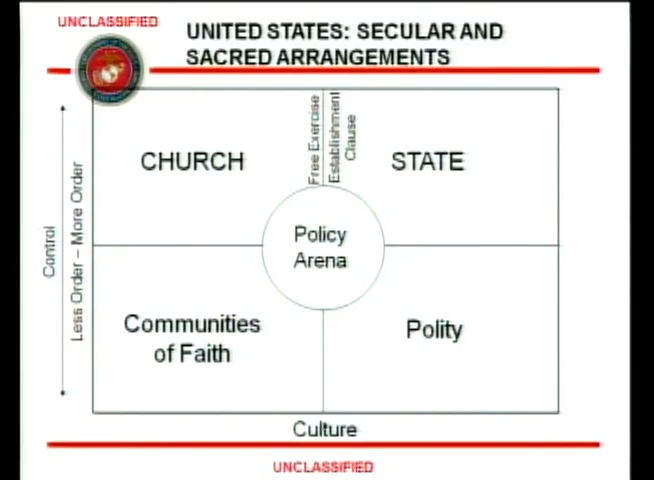 UNCLASSIFIED
UNITED STATES: SECULAR AND
SACRED ARRANGEMENTS
Free Exercise
Establishment
Clause
CHURCH
STATE
Policy
Arena
Control
Less Order – More Order
Communities
of Faith
Polity
Culture
UNCLASSIFIED